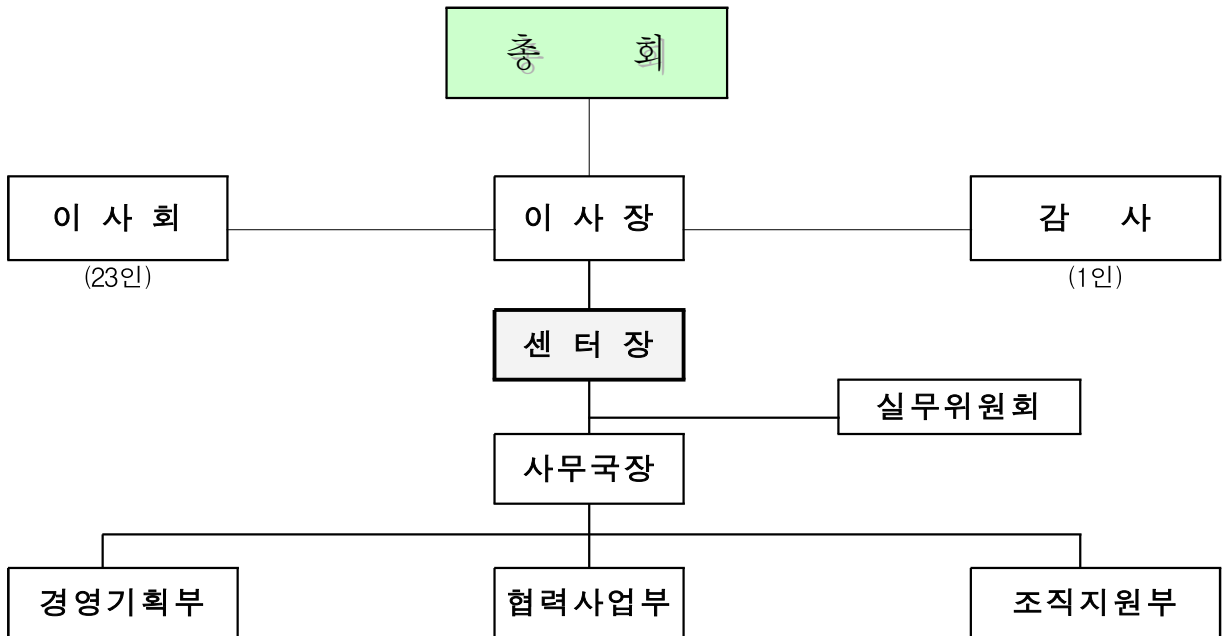 총 회
이 사 회
이 사 장
감 사
(23인)
(1인)
센 터 장
실무위원회
사무국장
경영기획부
협력사업부
조직지원부